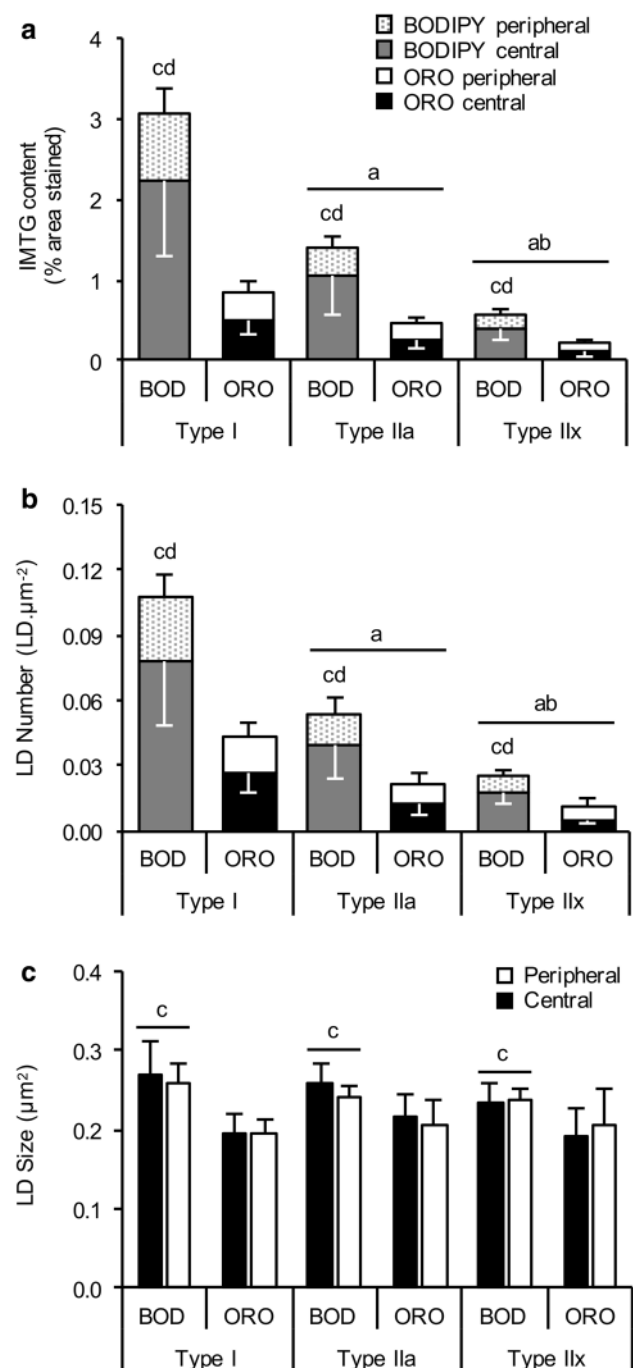 a
BODIPY peripheral
BODIPY central
ORO peripheral
ORO central
IMTG content
(% area stained)
4
3
2
1
0
cd
a
cd
ab
cd
BOD ORO BOD ORO BOD ORO
Type I Type IIa Type IIx
b
LD Number (LD.µm-2)
0.15
0.12
0.09
0.06
0.03
0.00
cd
a
cd
ab
cd
BOD ORO BOD ORO BOD ORO
Type I Type IIa Type IIx
c
Peripheral
Central
LD Size (µm²)
0.4
0.3
0.2
0.1
0.0
c
c
c
BOD ORO BOD ORO BOD ORO
Type I Type IIa Type IIx